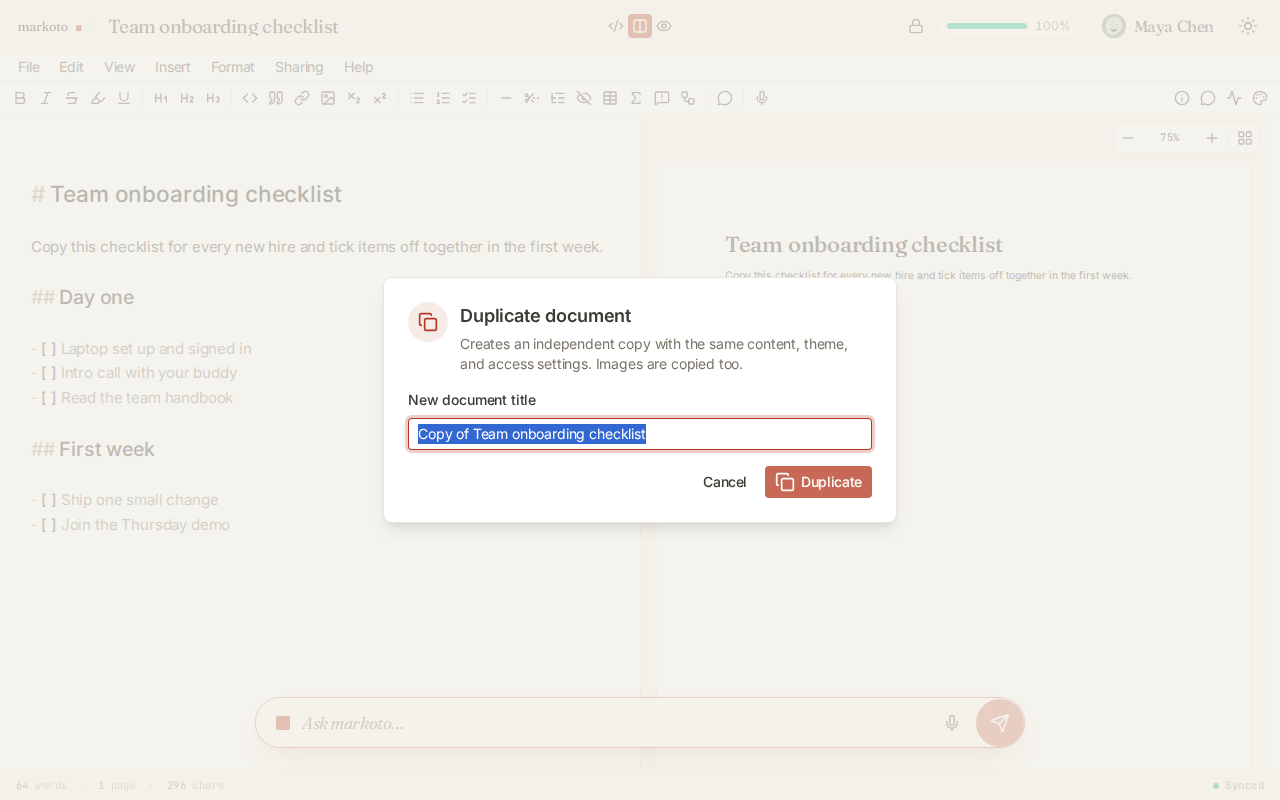 markoto
Team onboarding checklist
100%
Maya Chen
File Edit View Insert Format Sharing Help
H1 H2 H3
75%
# Team onboarding checklist
Copy this checklist for every new hire and tick items off together in the first week.
## Day one
- [ ] Laptop set up and signed in
- [ ] Intro call with your buddy
- [ ] Read the team handbook
## First week
- [ ] Ship one small change
- [ ] Join the Thursday demo
Team onboarding checklist
Copy this checklist for every new hire and tick items off together in the first week.
Duplicate document
Creates an independent copy with the same content, theme,
and access settings. Images are copied too.
New document title
Copy of Team onboarding checklist
Cancel
Duplicate
Ask markoto...
64 words · 1 page · 296 chars
Synced